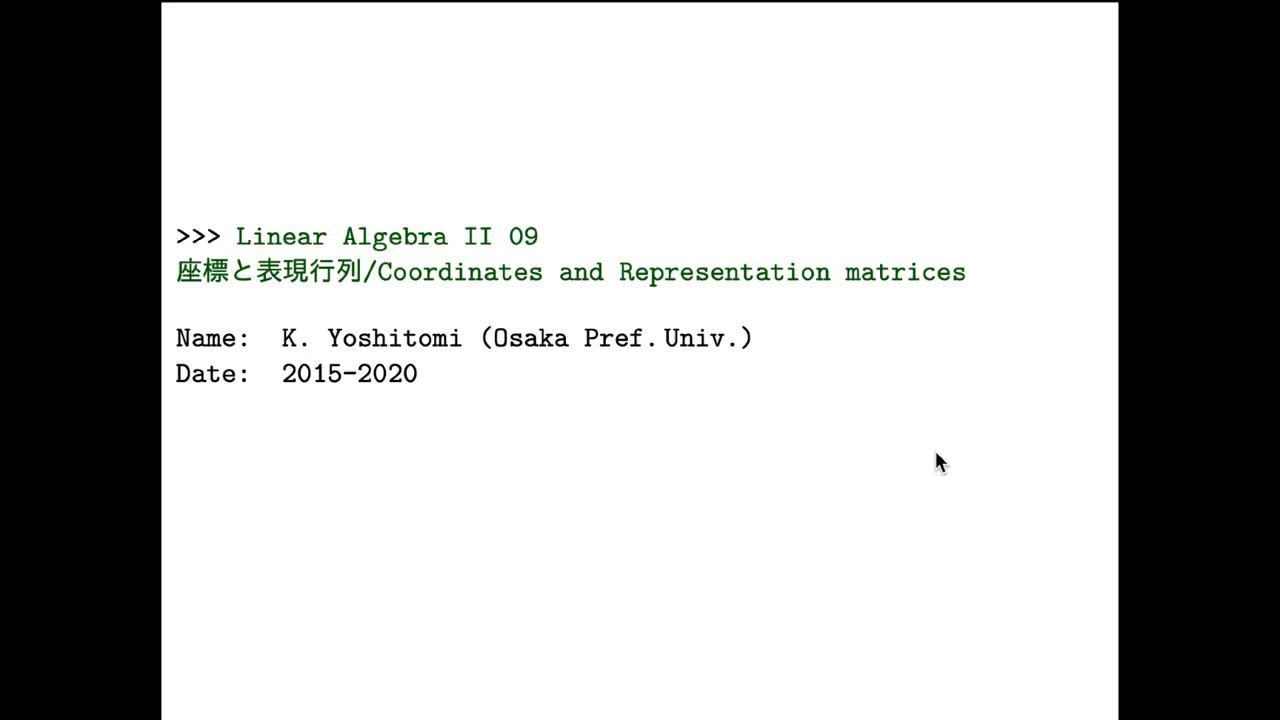 >>> Linear Algebra II 09
座標と表現行列/Coordinates and Representation matrices
Name: K. Yoshitomi (Osaka Pref.Univ.)
Date: 2015-2020